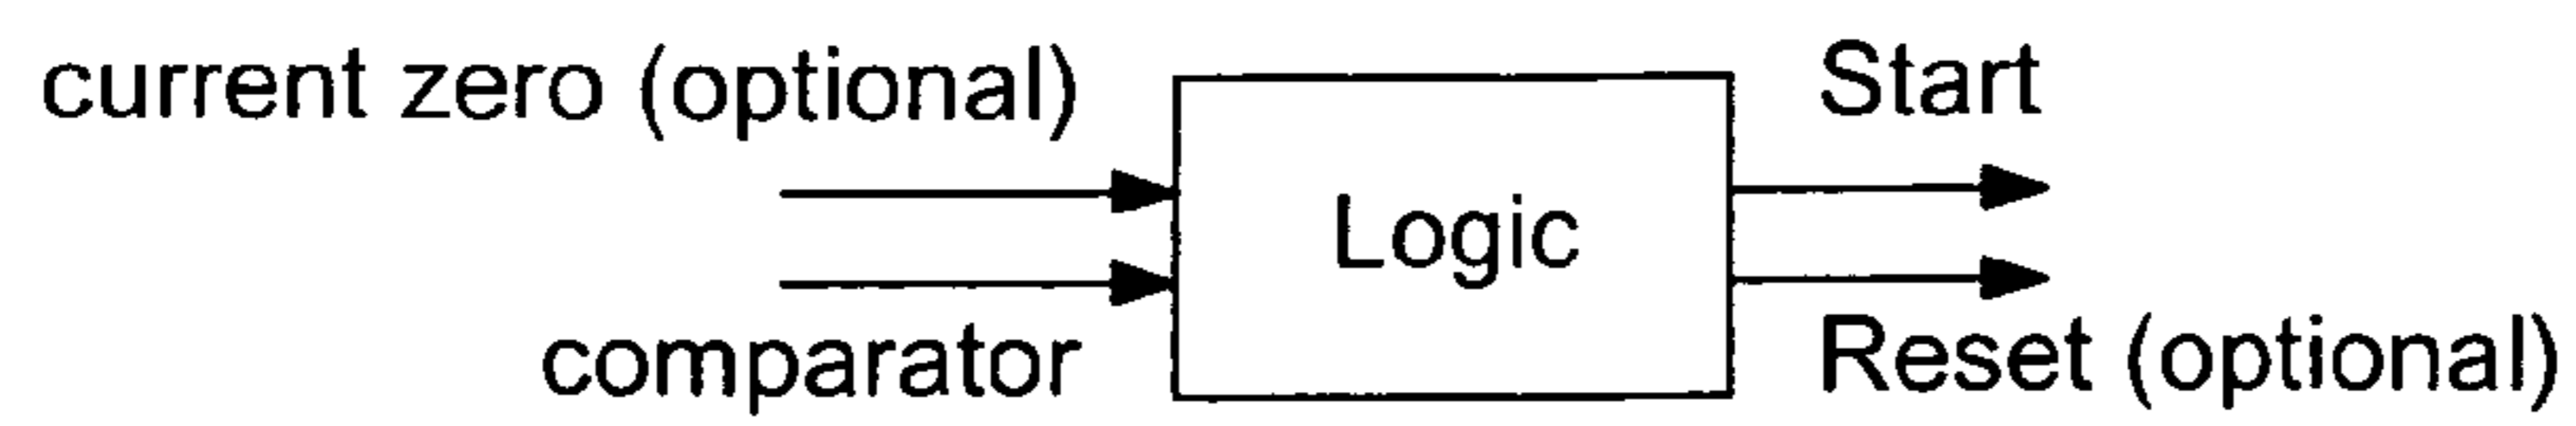 current zero (optional)
Start
Logic
comparator
Reset (optional)